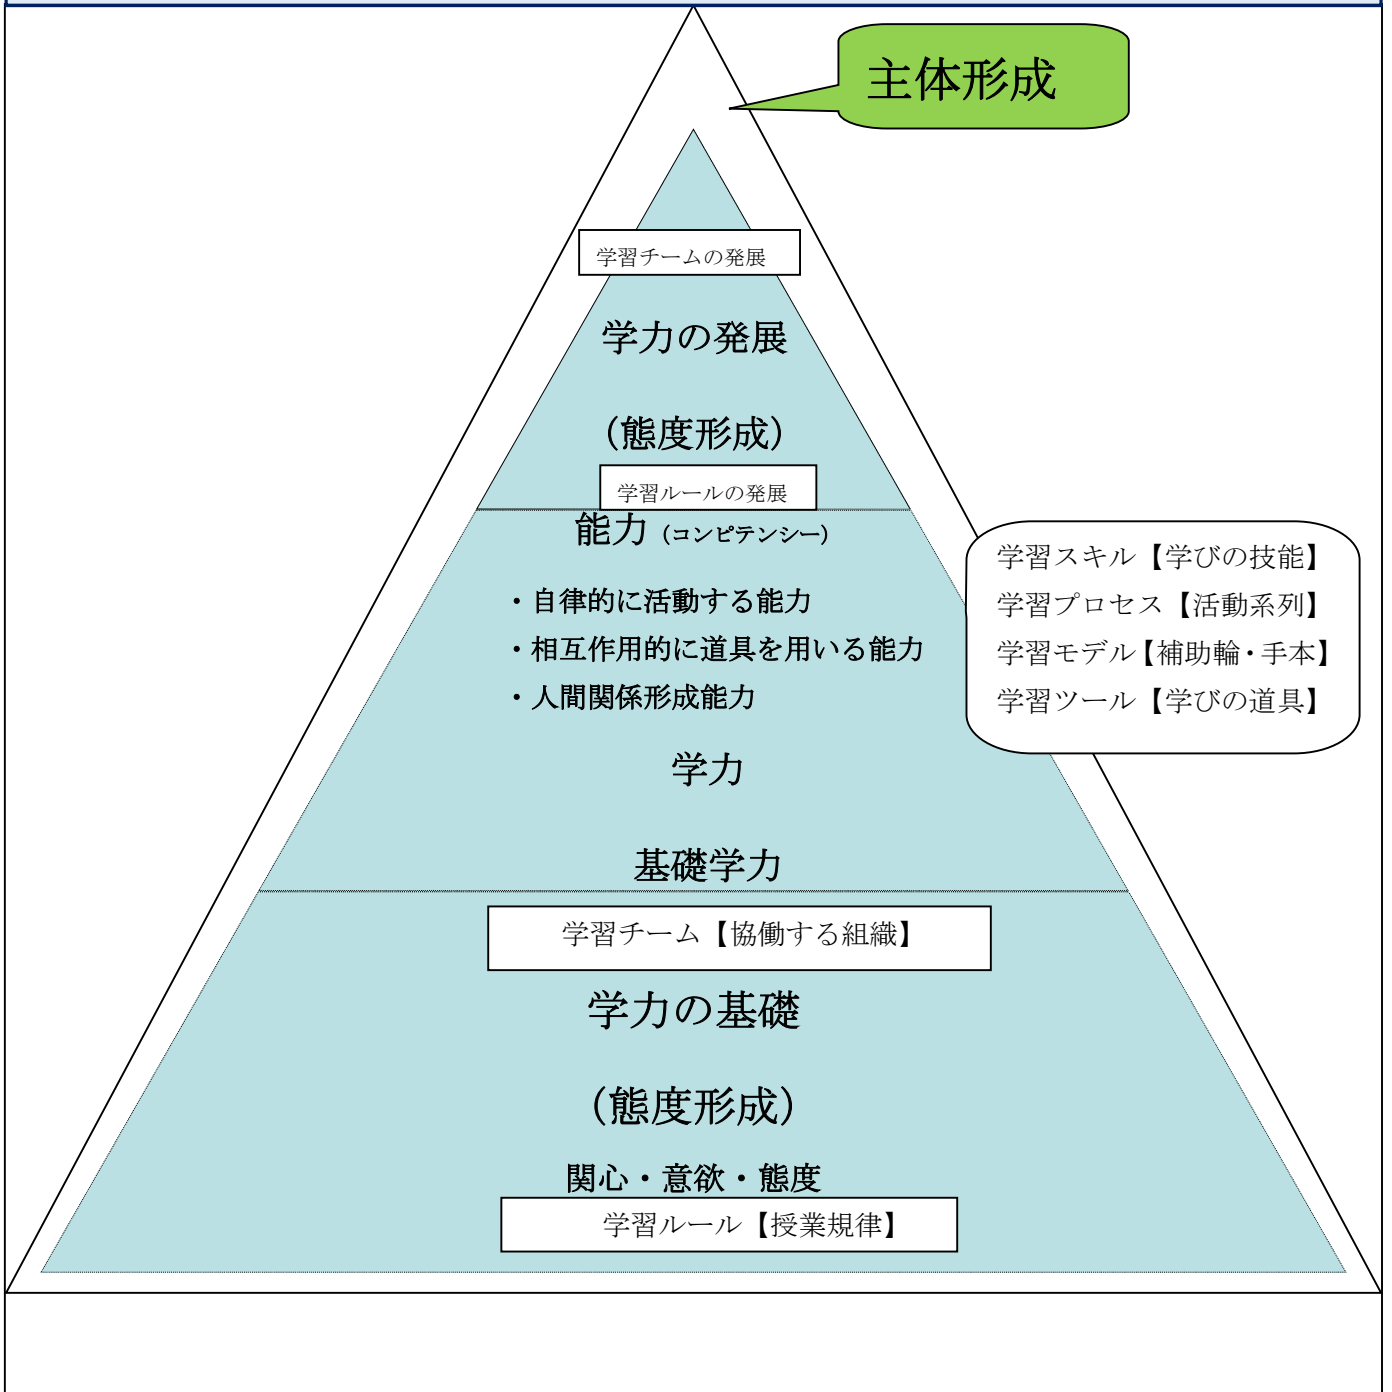 主体形成
学習チームの発展
学力の発展
（態度形成）
学習ルールの発展
能力（コンピテンシー）
・自律的に活動する能力
・相互作用的に道具を用いる能力
・人間関係形成能力
学習スキル【学びの技能】
学習プロセス【活動系列】
学習モデル【補助輪・手本】
学習ツール【学びの道具】
学力
基礎学力
学習チーム【協働する組織】
学力の基礎
（態度形成）
関心・意欲・態度
学習ルール【授業規律】